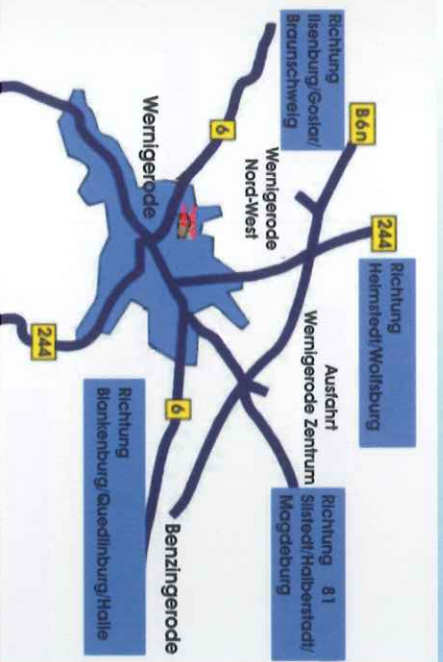 Richtung
Ilsenburg/Goslar/
Braunschweig
B6n
244
Richtung
Helmstedt/Wolfsburg
6
Wernigerode
Nord-West
Wernigerode
Ausfahrt
Wernigerode Zentrum
Richtung 81
Silstedt/Halberstadt/
Magdeburg
244
6
Richtung
Blankenburg/Quedlinburg/Halle
Benzingerode